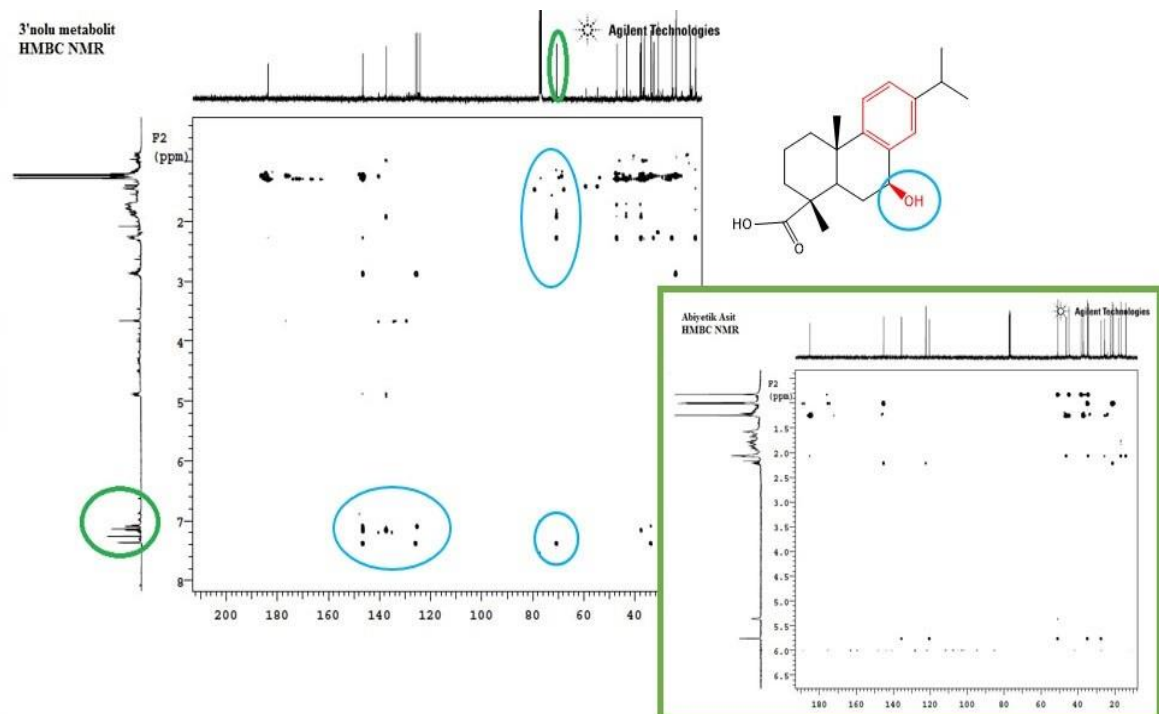 3'nolu metabolit
HMBC NMR
Agilent Technologies
F2
(ppm)
2
3
4
5
6
7
8
200 180 160 140 120 100 80 60 40
OH
HO
O
Abiyetik Asit
HMBC NMR
Agilent Technologies
F2
(ppm)
1.5
2.0
2.5
3.0
3.5
4.0
4.5
5.0
5.5
6.0
6.5
180 160 140 120 100 80 60 40 20